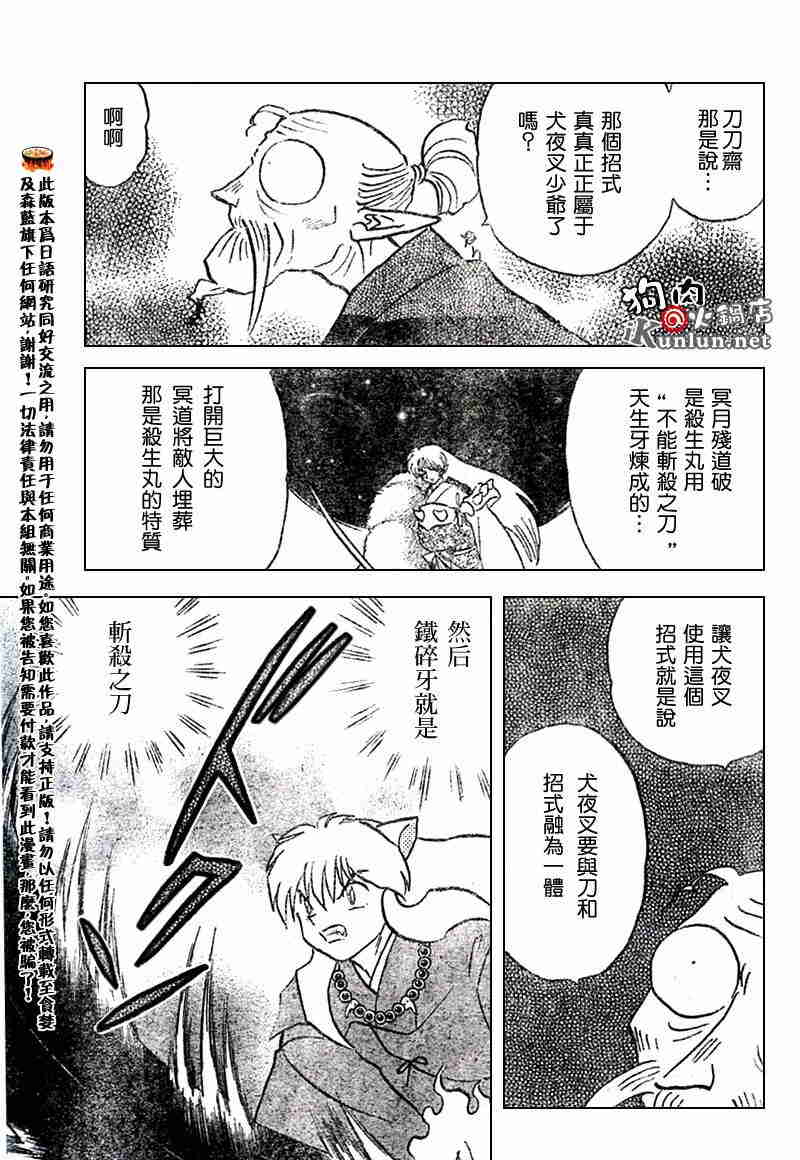 刀刀齋
那是說…
那個招式
真真正正屬于
犬夜叉少爺了
嗎？
啊
啊
狗肉火鍋店
Kunlun.net
冥月殘道破
是殺生丸用
“不能斬殺之刀”
天生牙煉成的…
打開巨大的
冥道將敵人埋葬
那是殺生丸的特質
讓犬夜叉
使用這個
招式就是說
犬夜叉要與刀和
招式融為一體
然后
鐵碎牙就是
斬殺之刀
此版本爲日語研究同好交流之用，請勿用于任何商業用途。如您喜歡此作品，請支持正版！請勿以任何形式轉載至貪婪
及森藍旗下任何網站，謝謝！一切法律責任與本組無關。如果您被告知需要付款才能看到此漫畫，那麼，您被騙了！